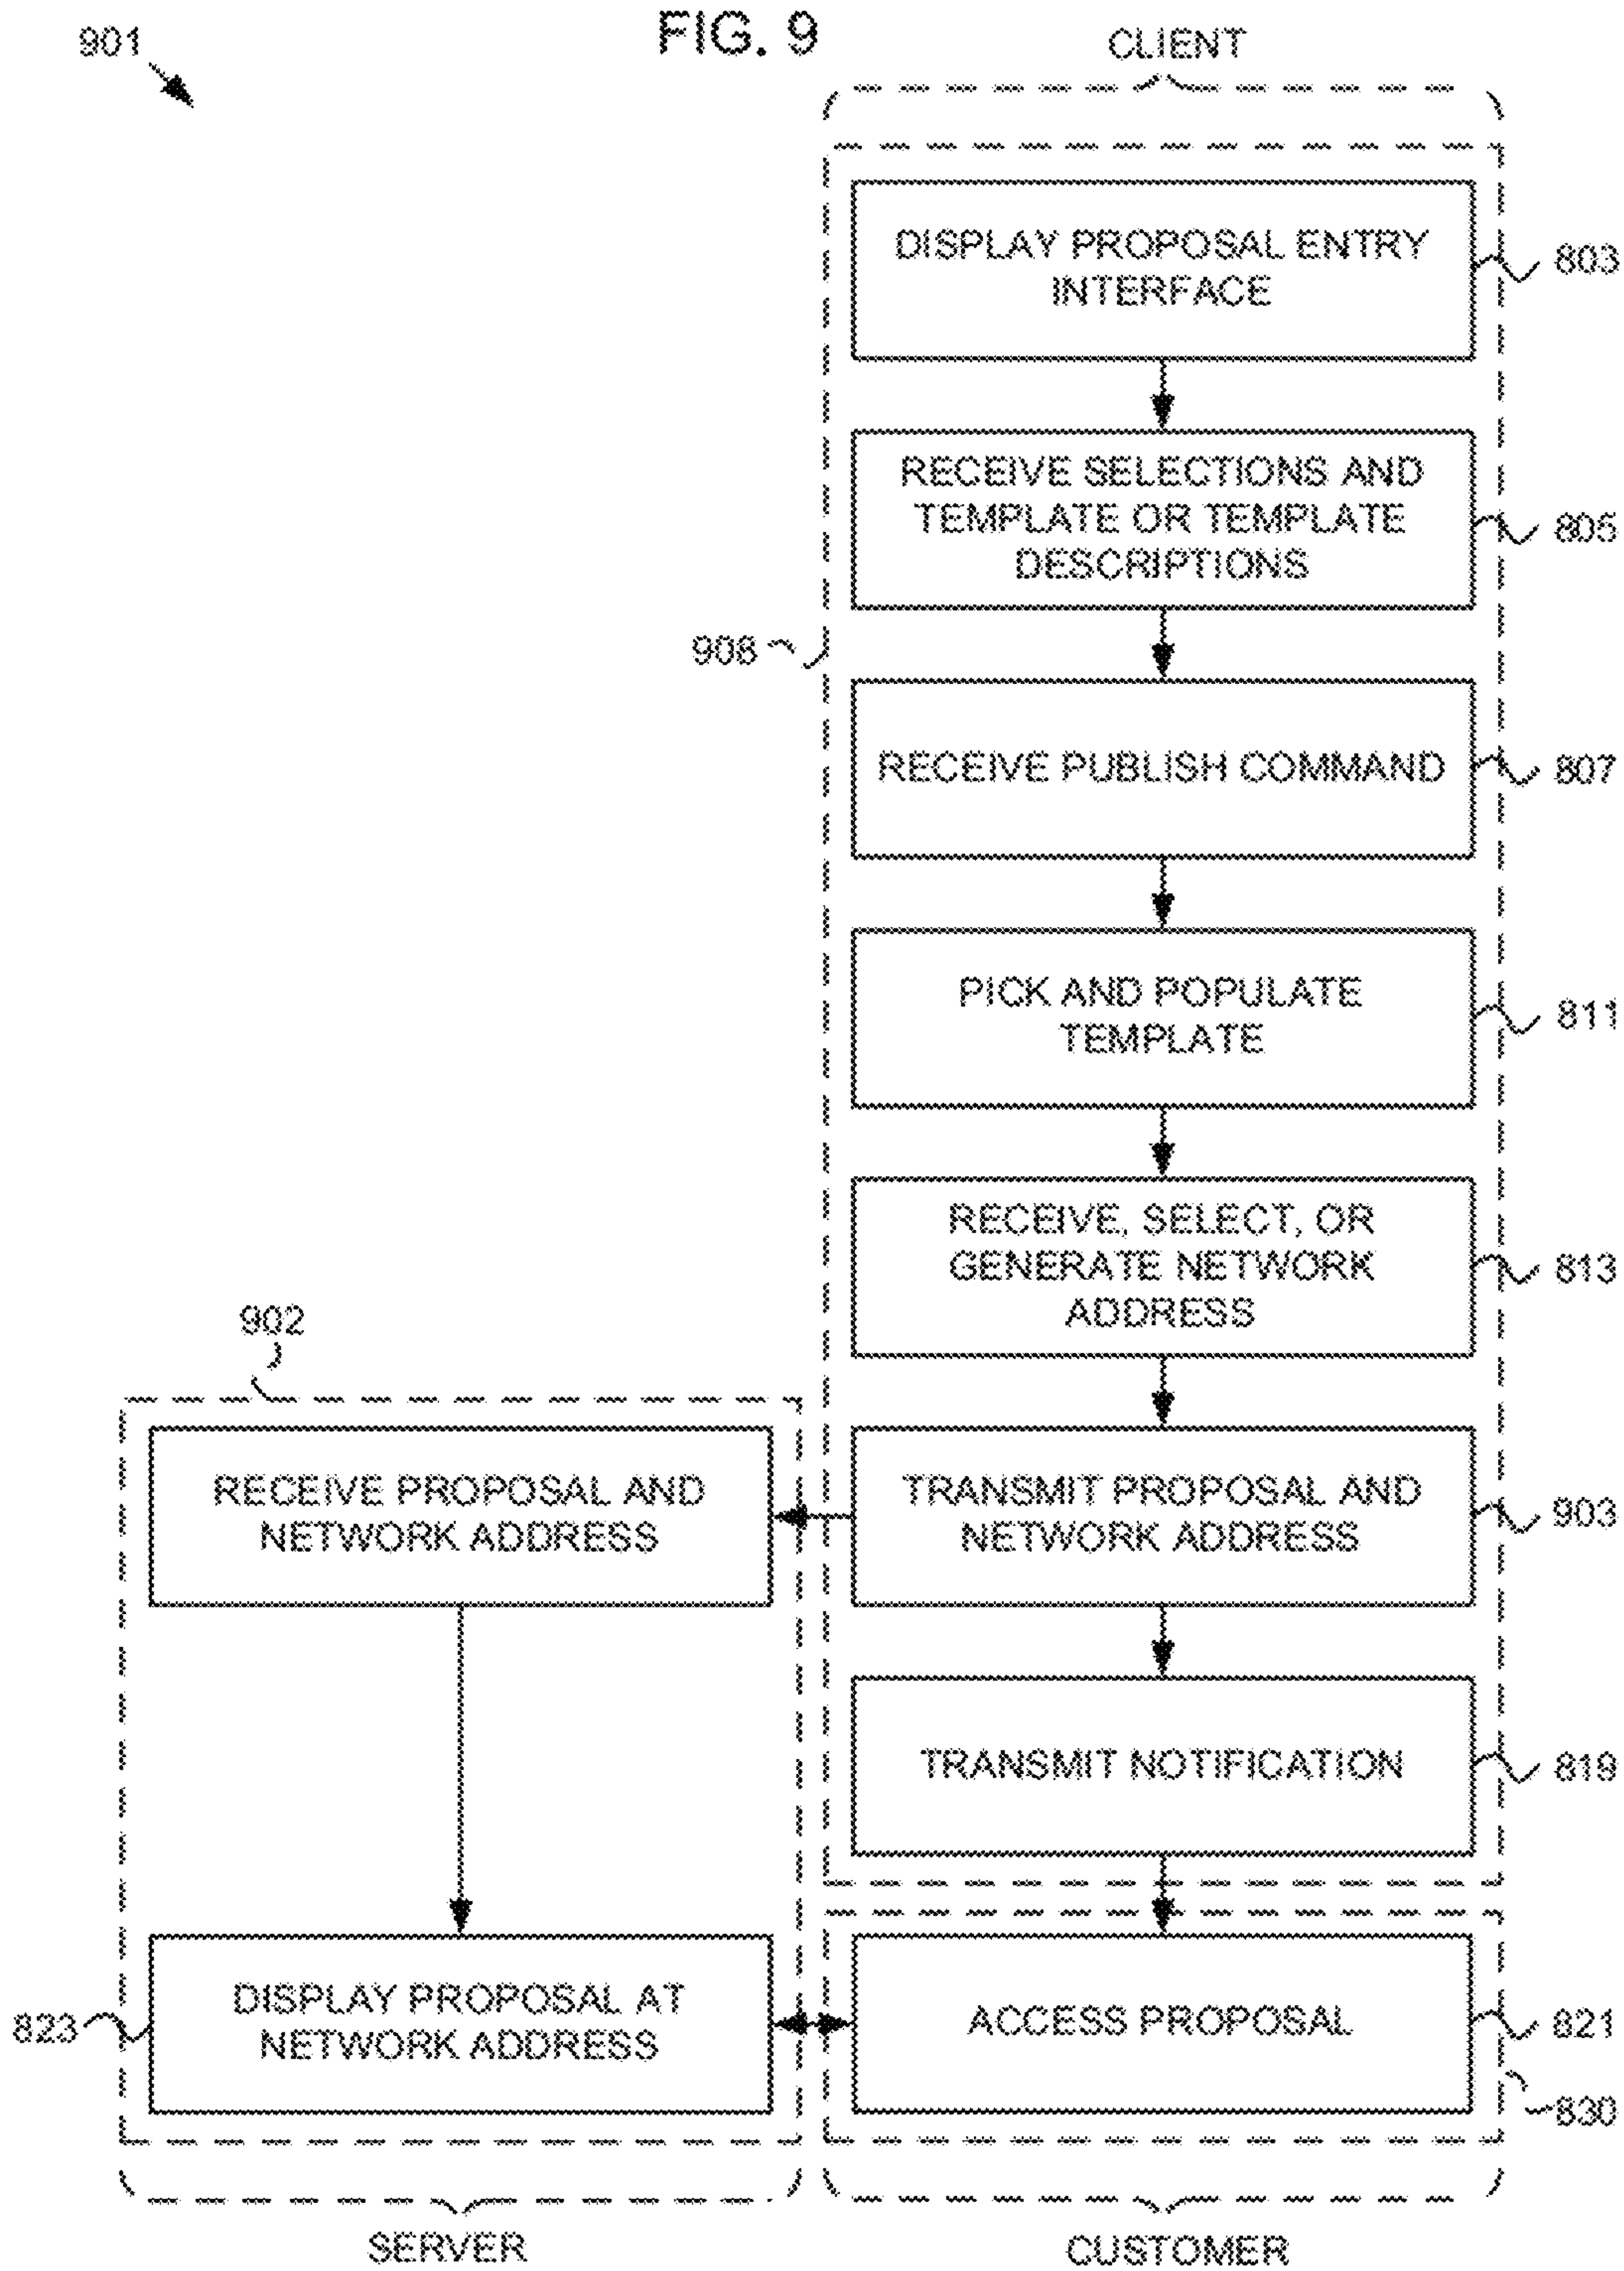 FIG. 9
901
CLIENT
DISPLAY PROPOSAL ENTRY
INTERFACE
803
RECEIVE SELECTIONS AND
TEMPLATE OR TEMPLATE
DESCRIPTIONS
805
908
RECEIVE PUBLISH COMMAND
807
PICK AND POPULATE
TEMPLATE
811
RECEIVE, SELECT, OR
GENERATE NETWORK
ADDRESS
813
902
RECEIVE PROPOSAL AND
NETWORK ADDRESS
TRANSMIT PROPOSAL AND
NETWORK ADDRESS
903
TRANSMIT NOTIFICATION
819
823
DISPLAY PROPOSAL AT
NETWORK ADDRESS
ACCESS PROPOSAL
821
830
SERVER
CUSTOMER